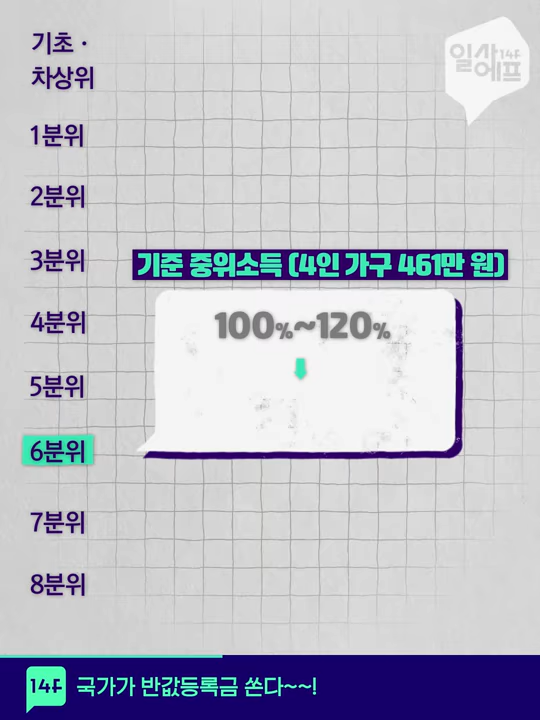 기초 ·
차상위
일사 14F
에프
1분위
2분위
3분위
기준 중위소득 (4인 가구 461만 원)
4분위
100%~120%
5분위
6분위
7분위
8분위
14F 국가가 반값등록금 쏜다~~!